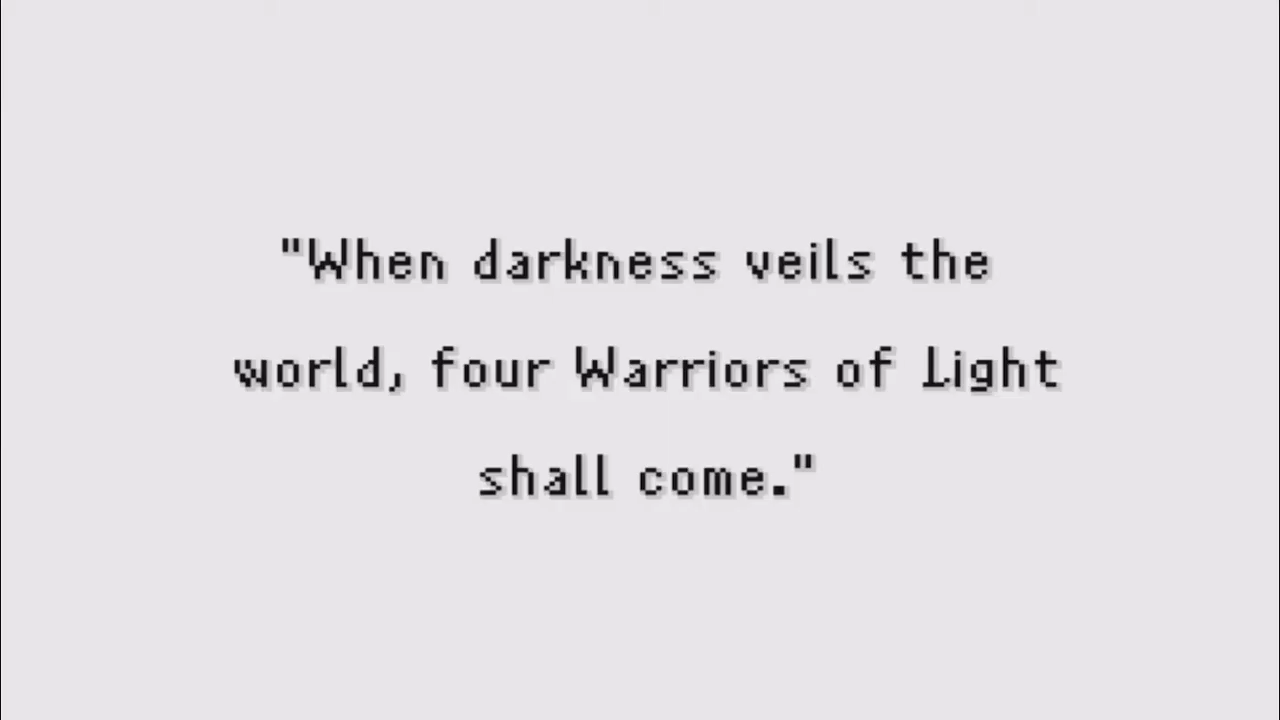 "When darkness veils the
world, four Warriors of Light
shall come."